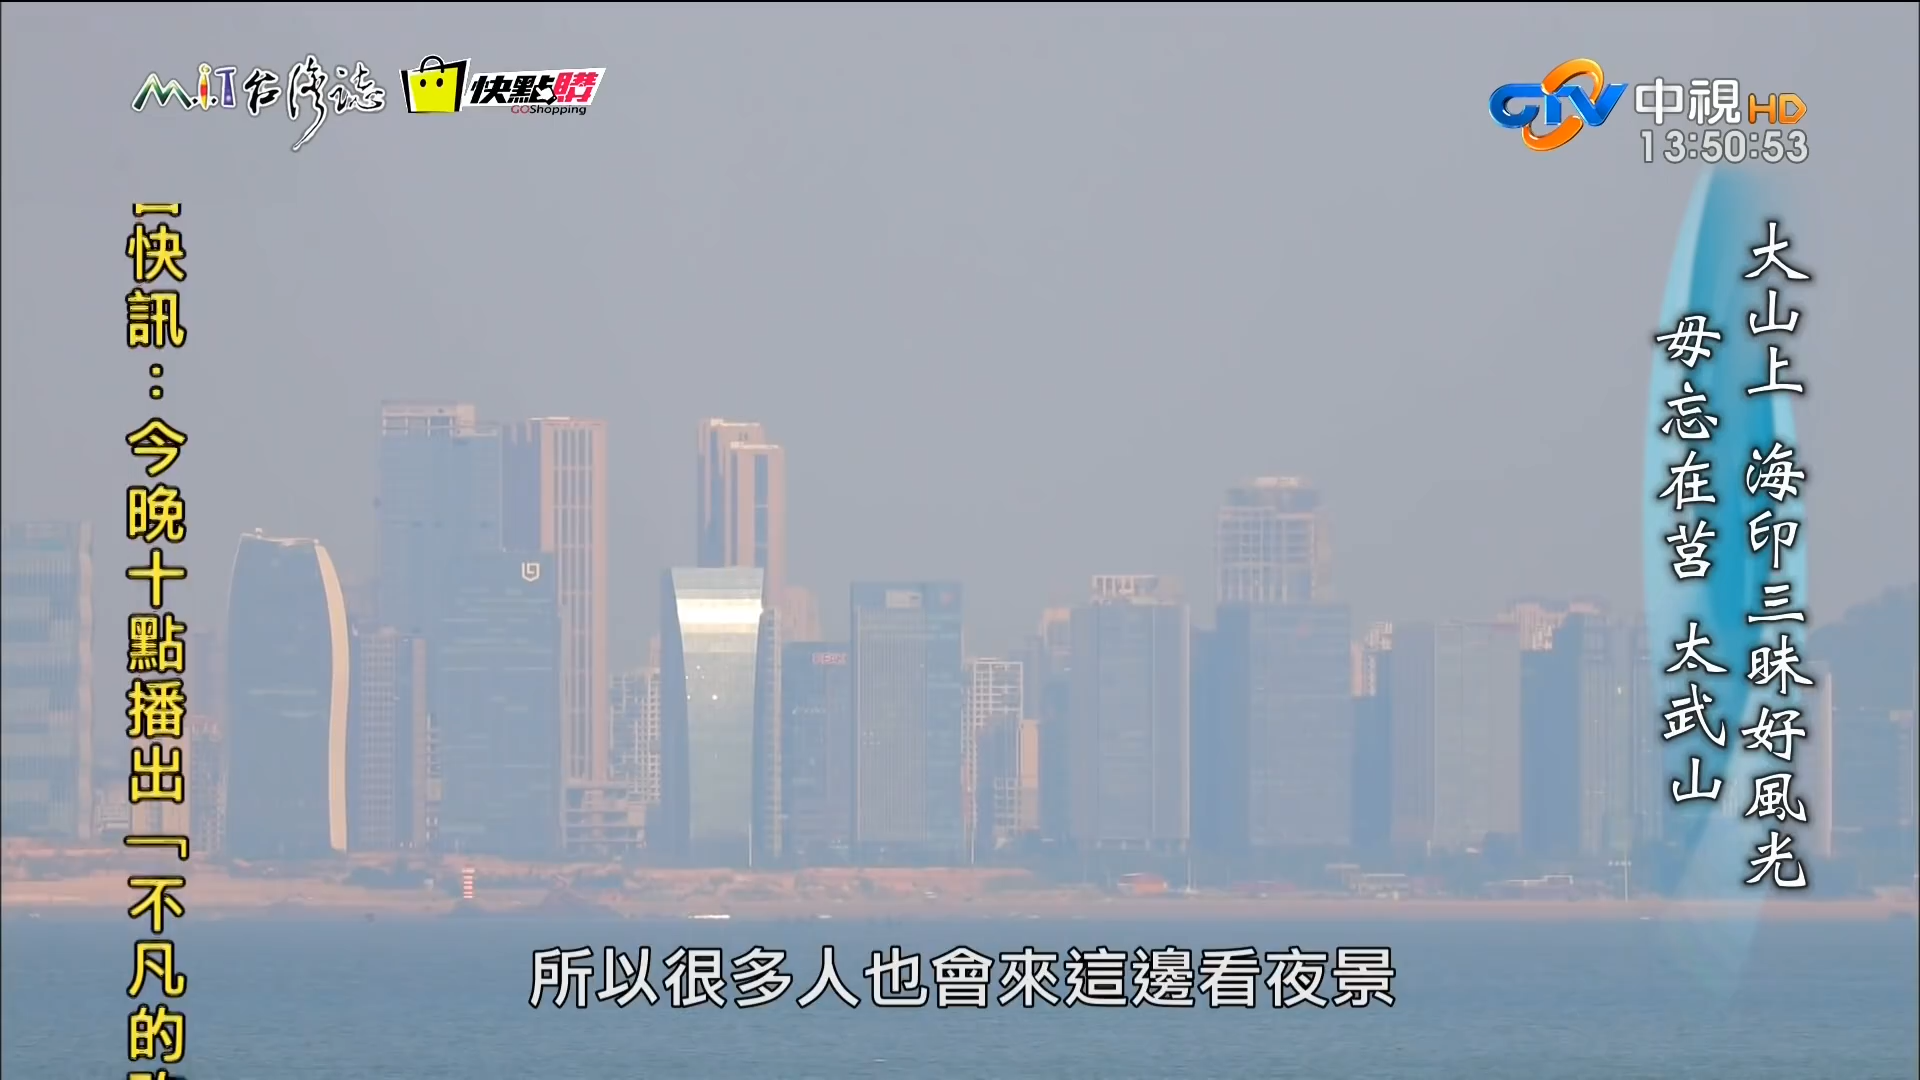 M.I.T台灣誌
快點購
GOShopping
CTV 中視 HD
13:50:53
大山上 海印三昧好風光
毋忘在莒 太武山
】快訊：今晚十點播出「不凡的
所以很多人也會來這邊看夜景